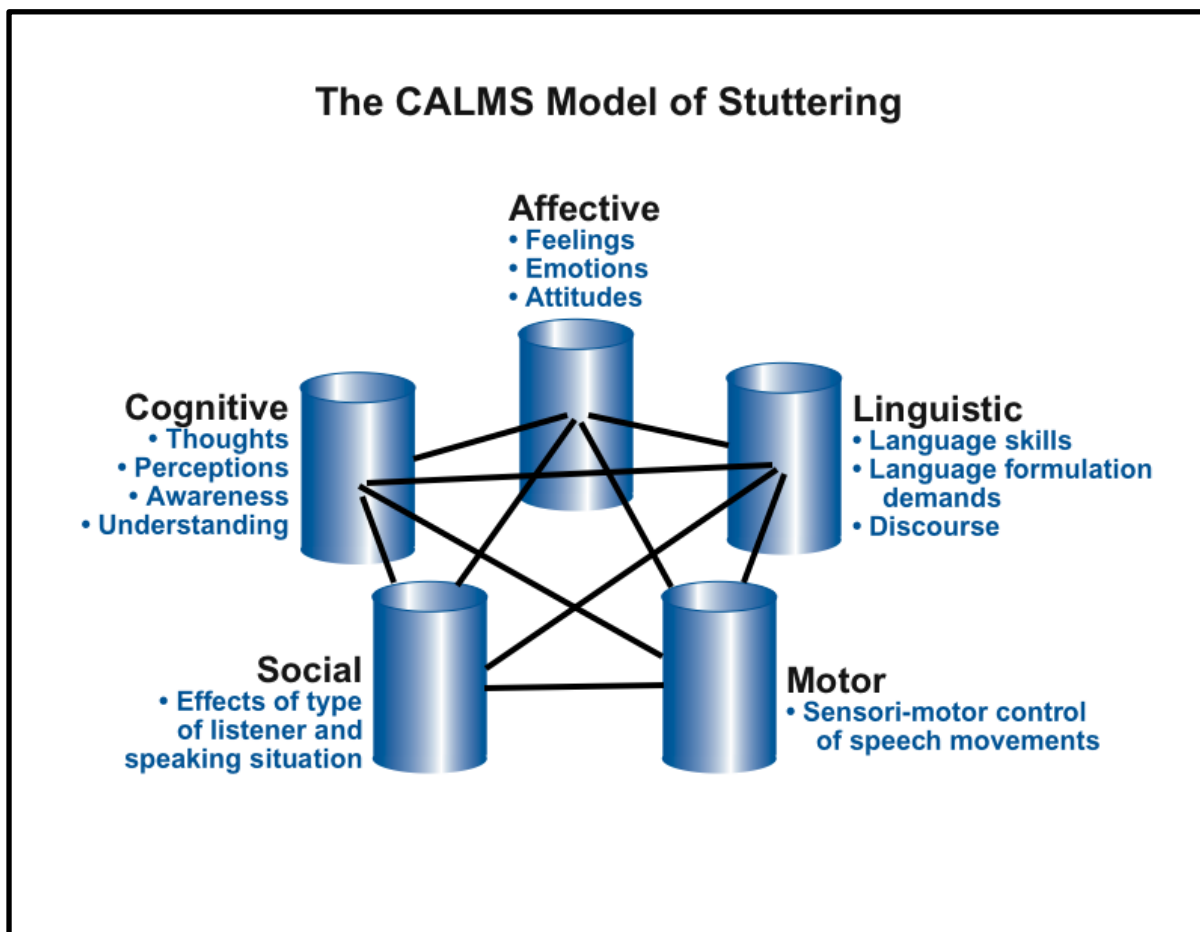 The CALMS Model of Stuttering
Affective
• Feelings
• Emotions
• Attitudes
Cognitive
• Thoughts
• Perceptions
• Awareness
• Understanding
Linguistic
• Language skills
• Language formulation
demands
• Discourse
Social
• Effects of type
of listener and
speaking situation
Motor
• Sensori-motor control
of speech movements